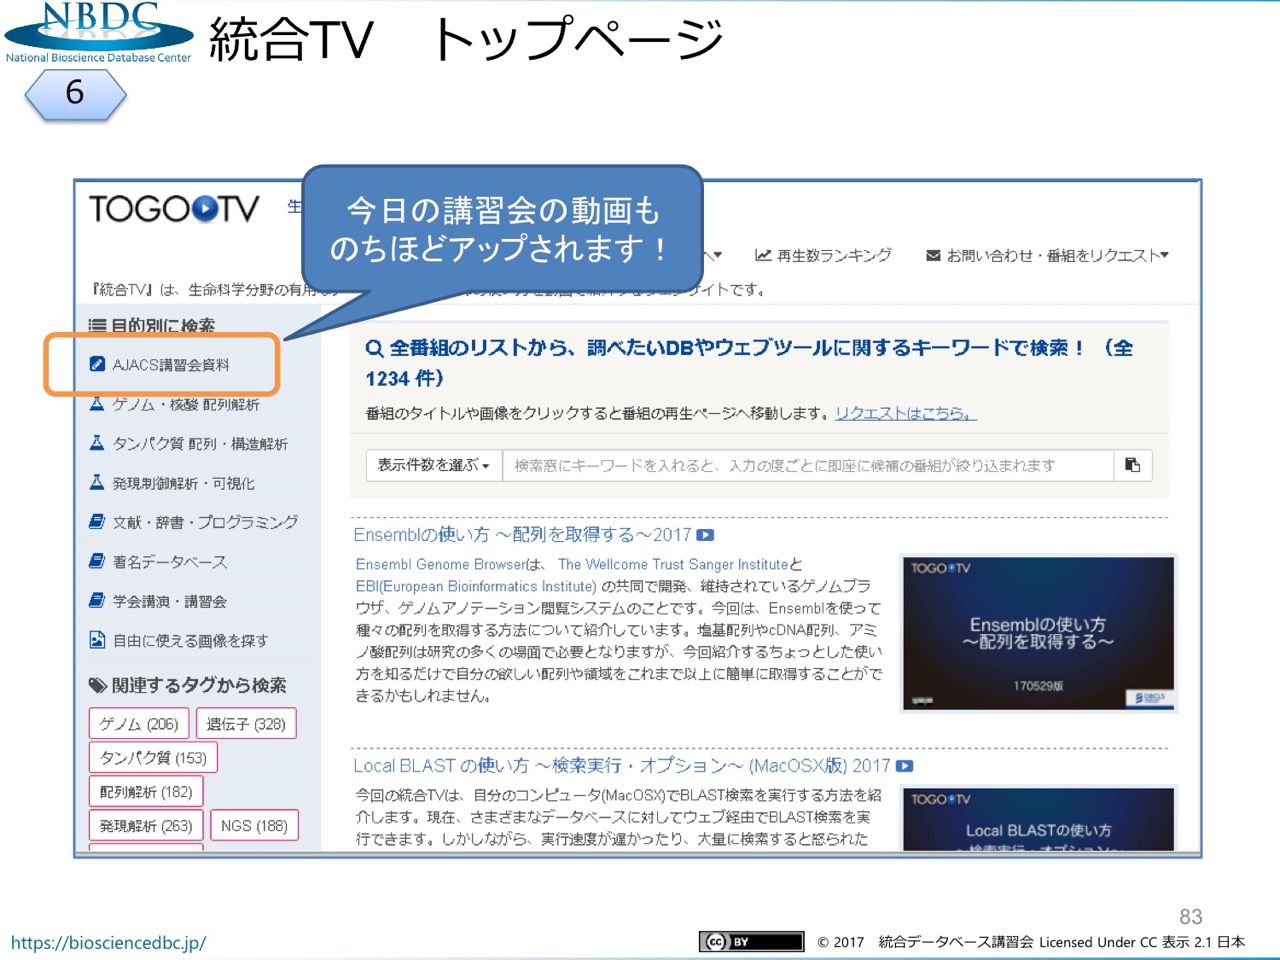 NBDC
National Bioscience Database Center
統合TV　トップページ
6
今日の講習会の動画も
のちほどアップされます！
TOGO TV
生
再生数ランキング
お問い合わせ・番組をリクエスト
『統合TV』は、生命科学分野の有用な
サイトです。
目的別に検索
AJACS講習会資料
ゲノム・核酸 配列解析
タンパク質 配列・構造解析
発現制御解析・可視化
文献・辞書・プログラミング
著名データベース
学会講演・講習会
自由に使える画像を探す
関連するタグから検索
ゲノム (206)　遺伝子 (328)
タンパク質 (153)
配列解析 (182)
発現解析 (263)　NGS (188)
全番組のリストから、調べたいDBやウェブツールに関するキーワードで検索！ （全
1234 件）
番組のタイトルや画像をクリックすると番組の再生ページへ移動します。リクエストはこちら。
表示件数を選ぶ　検索窓にキーワードを入れると、入力の度ごとに即座に候補の番組が絞り込まれます
Ensemblの使い方 ～配列を取得する～2017
Ensembl Genome Browserは、 The Wellcome Trust Sanger Instituteと
EBI(European Bioinformatics Institute) の共同で開発、維持されているゲノムブラ
ウザ、ゲノムアノテーション閲覧システムのことです。今回は、Ensemblを使って
種々の配列を取得する方法について紹介しています。塩基配列やcDNA配列、アミ
ノ酸配列は研究の多くの場面で必要となりますが、今回紹介するちょっとした使い
方を知るだけで自分の欲しい配列や領域をこれまで以上に簡単に取得することがで
きるかもしれません。
TOGO TV
Ensemblの使い方
～配列を取得する～
170529版
DBCLS
Local BLAST の使い方 ～検索実行・オプション～ (MacOSX版) 2017
今回の統合TVは、自分のコンピュータ(MacOSX)でBLAST検索を実行する方法を紹
介します。現在、さまざまなデータベースに対してウェブ経由でBLAST検索を実
行できます。しかしながら、実行速度が遅かったり、大量に検索すると怒られた
TOGO TV
Local BLASTの使い方
～検索実行・オプション～
83
https://biosciencedbc.jp/
cc BY
© 2017　統合データベース講習会 Licensed Under CC 表示 2.1 日本